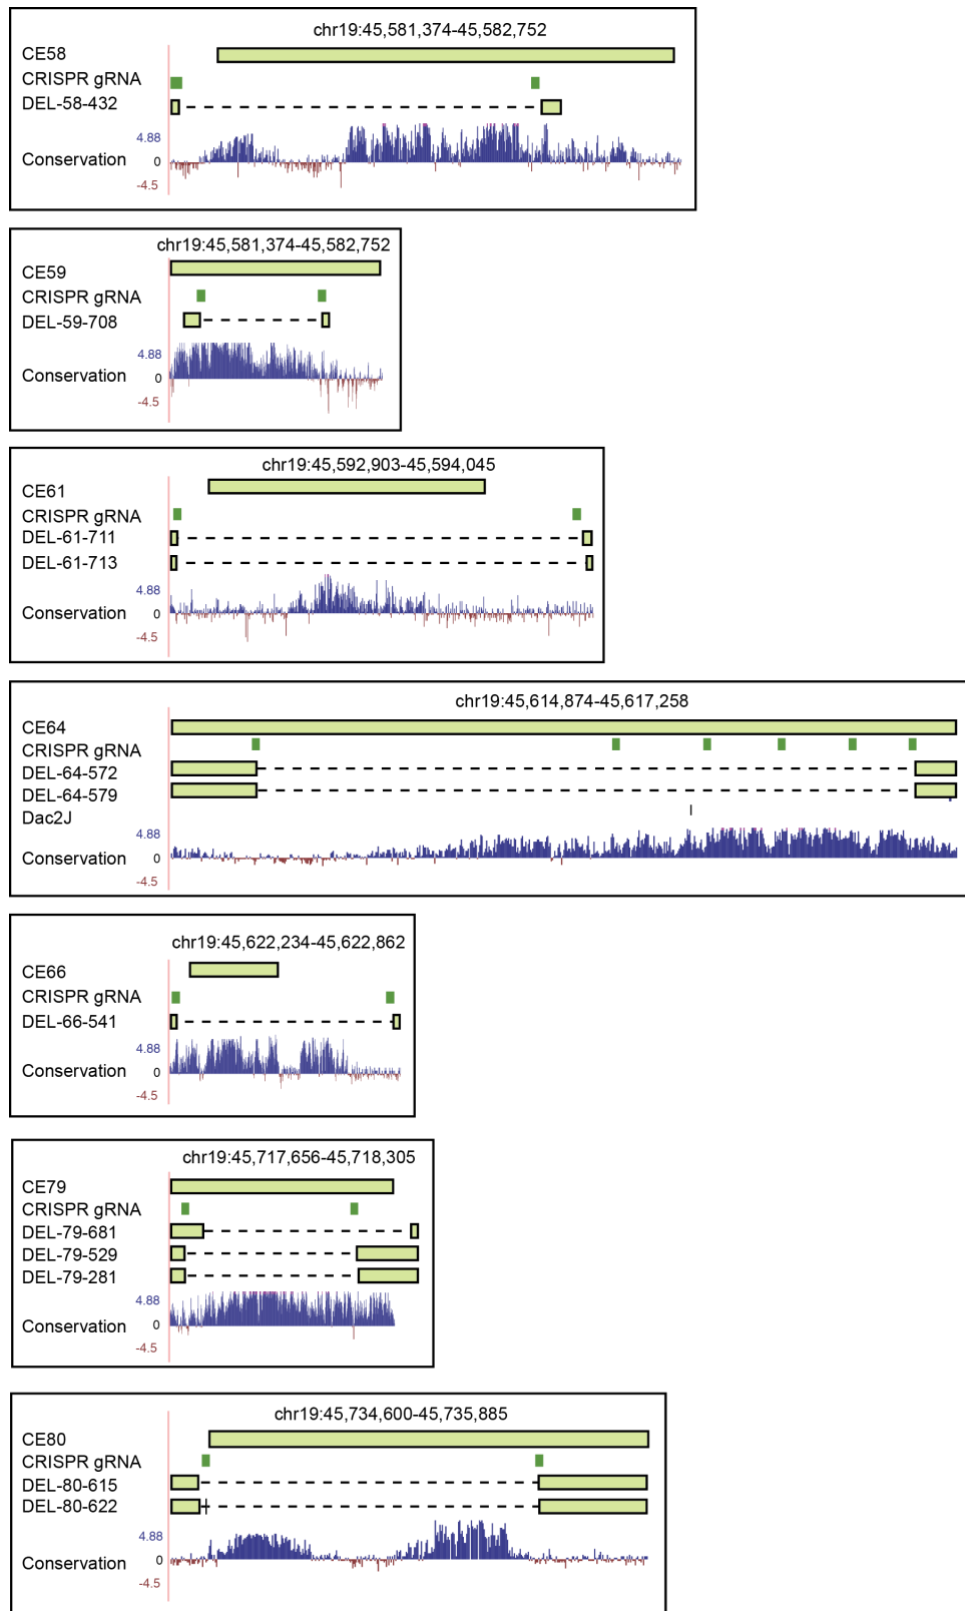 chr19:45,581,374-45,582,752
CE58
CRISPR gRNA
DEL-58-432
4.88
Conservation 0
-4.5
chr19:45,581,374-45,582,752
CE59
CRISPR gRNA
DEL-59-708
4.88
Conservation 0
-4.5
chr19:45,592,903-45,594,045
CE61
CRISPR gRNA
DEL-61-711
DEL-61-713
4.88
Conservation 0
-4.5
chr19:45,614,874-45,617,258
CE64
CRISPR gRNA
DEL-64-572
DEL-64-579
Dac2J
4.88
Conservation 0
-4.5
chr19:45,622,234-45,622,862
CE66
CRISPR gRNA
DEL-66-541
4.88
Conservation 0
-4.5
chr19:45,717,656-45,718,305
CE79
CRISPR gRNA
DEL-79-681
DEL-79-529
DEL-79-281
4.88
Conservation 0
-4.5
chr19:45,734,600-45,735,885
CE80
CRISPR gRNA
DEL-80-615
DEL-80-622
4.88
Conservation 0
-4.5